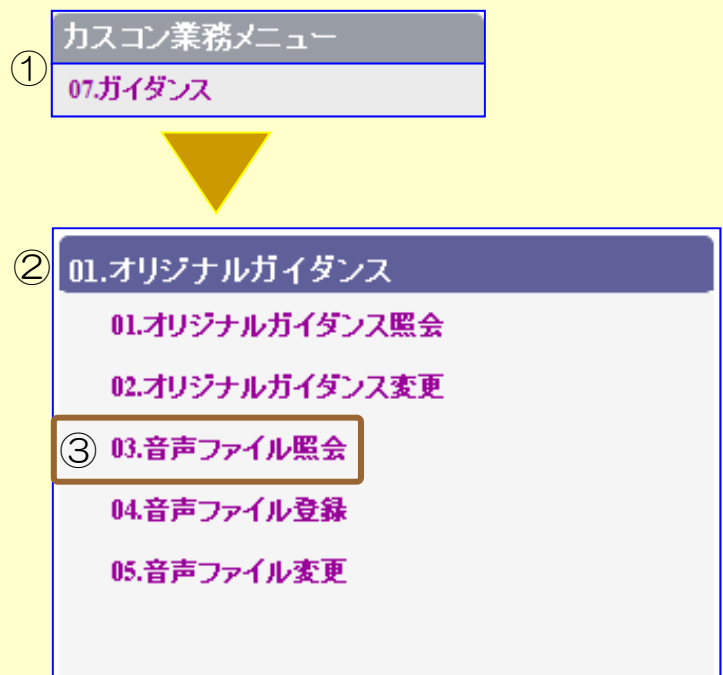 カスコン業務メニュー
① 07.ガイダンス
② 01.オリジナルガイダンス
01.オリジナルガイダンス照会
02.オリジナルガイダンス変更
③ 03.音声ファイル照会
04.音声ファイル登録
05.音声ファイル変更